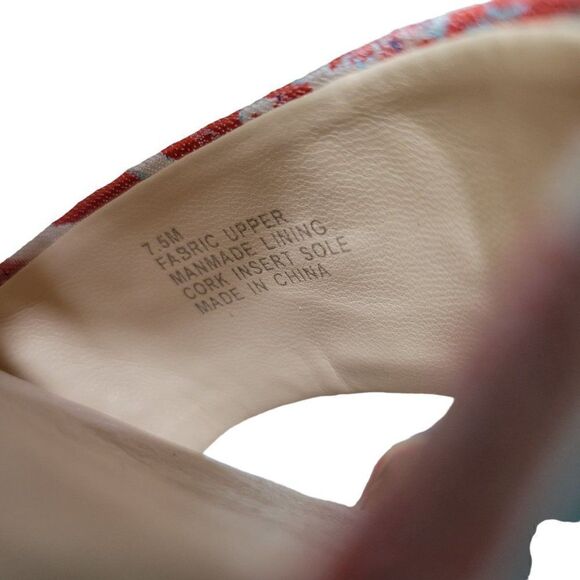 7.5M
FABRIC UPPER
MANMADE LINING
CORK INSERT SOLE
MADE IN CHINA